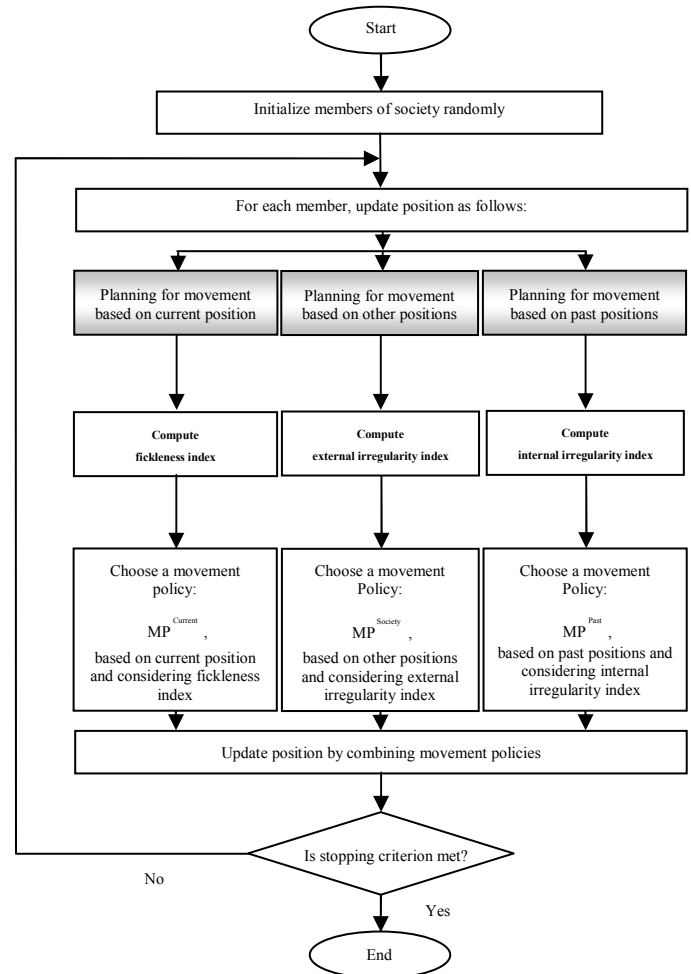 Start
Initialize members of society randomly
For each member, update position as follows:
Planning for movement
based on current position
Planning for movement
based on other positions
Planning for movement
based on past positions
Compute
fickleness index
Compute
external irregularity index
Compute
internal irregularity index
Choose a movement
policy:
MP Current ,
based on current position
and considering fickleness
index
Choose a movement
Policy:
MP Society ,
based on other positions
and considering external
irregularity index
Choose a movement
Policy:
MP Past ,
based on past positions and
considering internal
irregularity index
Update position by combining movement policies
Is stopping criterion met?
No
Yes
End